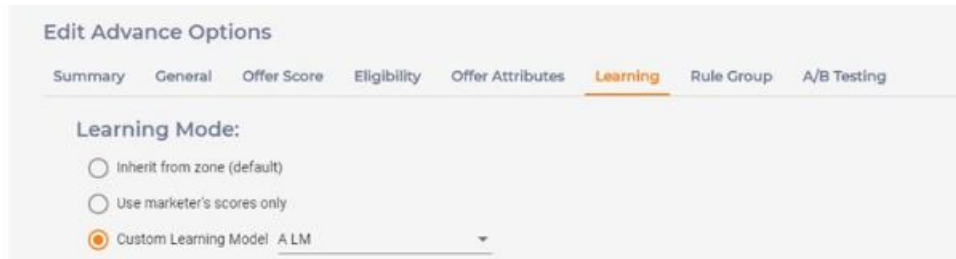 Edit Advance Options
Summary General Offer Score Eligibility Offer Attributes Learning Rule Group A/B Testing
Learning Mode:
Inherit from zone (default)
Use marketer's scores only
Custom Learning Model A LM